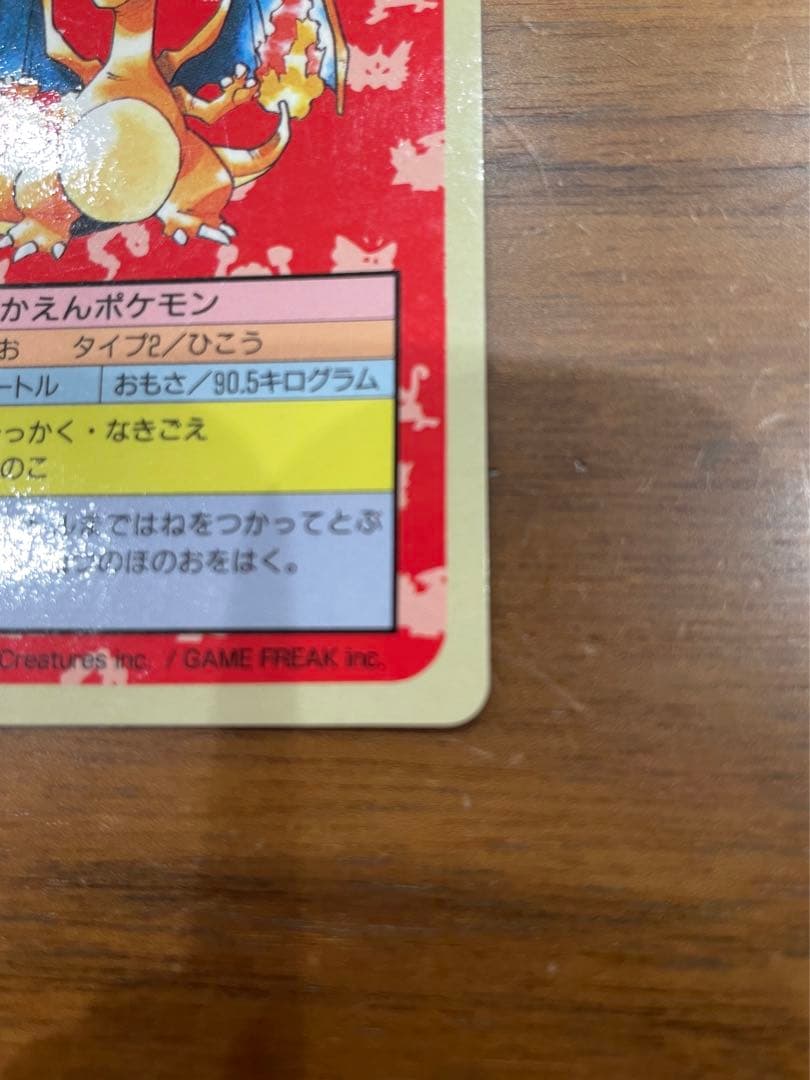 かえんポケモン
お タイプ2／ひこう
ートル おもさ／90.5キログラム
っかく・なきごえ
のこ
ルまではねをつかってとぶ
のほのおをはく。
Creatures inc. / GAME FREAK inc.